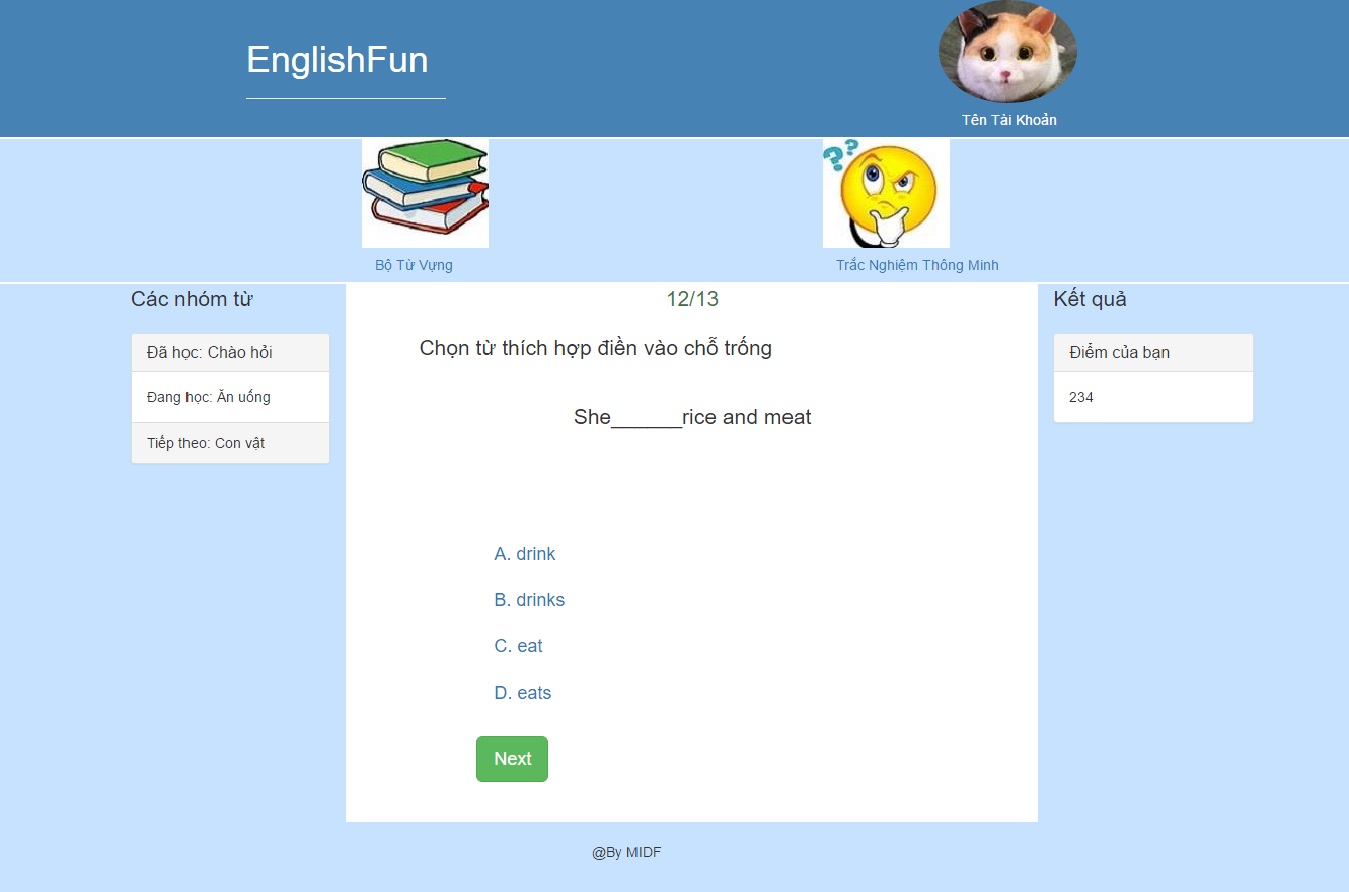 EnglishFun
Tên Tài Khoản
Bộ Từ Vựng
Trắc Nghiệm Thông Minh
Các nhóm từ
Đã học: Chào hỏi
Đang học: Ăn uống
Tiếp theo: Con vật
12/13
Chọn từ thích hợp điền vào chỗ trống
She______rice and meat
A. drink
B. drinks
C. eat
D. eats
Next
Kết quả
Điểm của bạn
234
@By MIDF